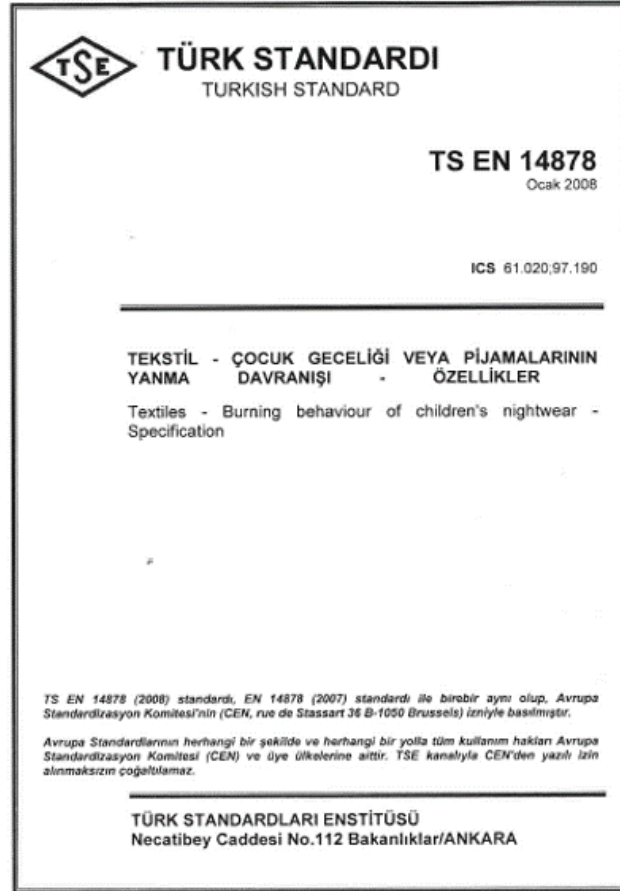 TSE
TÜRK STANDARDI
TURKISH STANDARD
TS EN 14878
Ocak 2008
ICS 61.020;97.190
TEKSTİL - ÇOCUK GECELİĞİ VEYA PİJAMALARININ
YANMA DAVRANIŞI - ÖZELLİKLER
Textiles - Burning behaviour of children's nightwear -
Specification
TS EN 14878 (2008) standardı, EN 14878 (2007) standardı ile birebir aynı olup, Avrupa
Standardizasyon Komitesi'nin (CEN, rue de Stassart 36 B-1050 Brussels) izniyle basılmıştır.
Avrupa Standardlarının herhangi bir şekilde ve herhangi bir yolla tüm kullanım hakları Avrupa
Standardizasyon Komitesi (CEN) ve üye ülkelerine aittir. TSE kanalıyla CEN'den yazılı izin
alınmaksızın çoğaltılamaz.
TÜRK STANDARDLARI ENSTİTÜSÜ
Necatibey Caddesi No.112 Bakanlıklar/ANKARA